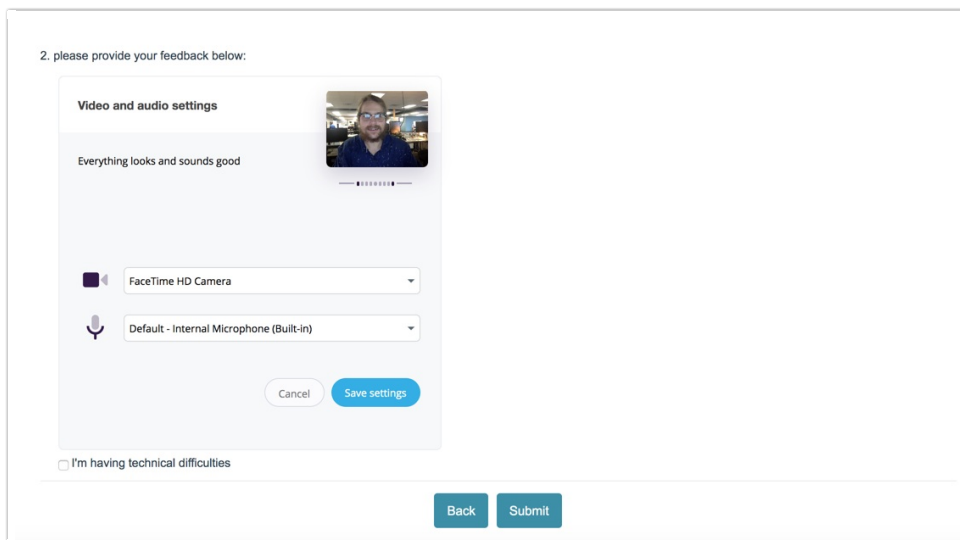 2. please provide your feedback below:
Video and audio settings
Everything looks and sounds good
FaceTime HD Camera
Default - Internal Microphone (Built-in)
Cancel
Save settings
I'm having technical difficulties
Back
Submit